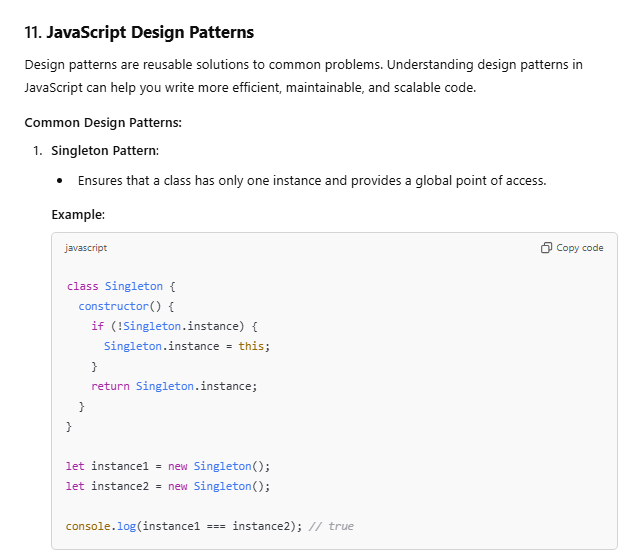 11. JavaScript Design Patterns
Design patterns are reusable solutions to common problems. Understanding design patterns in
JavaScript can help you write more efficient, maintainable, and scalable code.
Common Design Patterns:
1. Singleton Pattern:
• Ensures that a class has only one instance and provides a global point of access.
Example:
javascript Copy code
class Singleton {
  constructor() {
    if (!Singleton.instance) {
      Singleton.instance = this;
    }
    return Singleton.instance;
  }
}

let instance1 = new Singleton();
let instance2 = new Singleton();

console.log(instance1 === instance2); // true